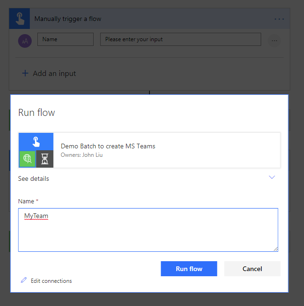 Manually trigger a flow
Name
Please enter your input
Add an input
Run flow
Demo Batch to create MS Teams
Owners: John Liu
See details
Name *
MyTeam
Run flow
Cancel
Edit connections